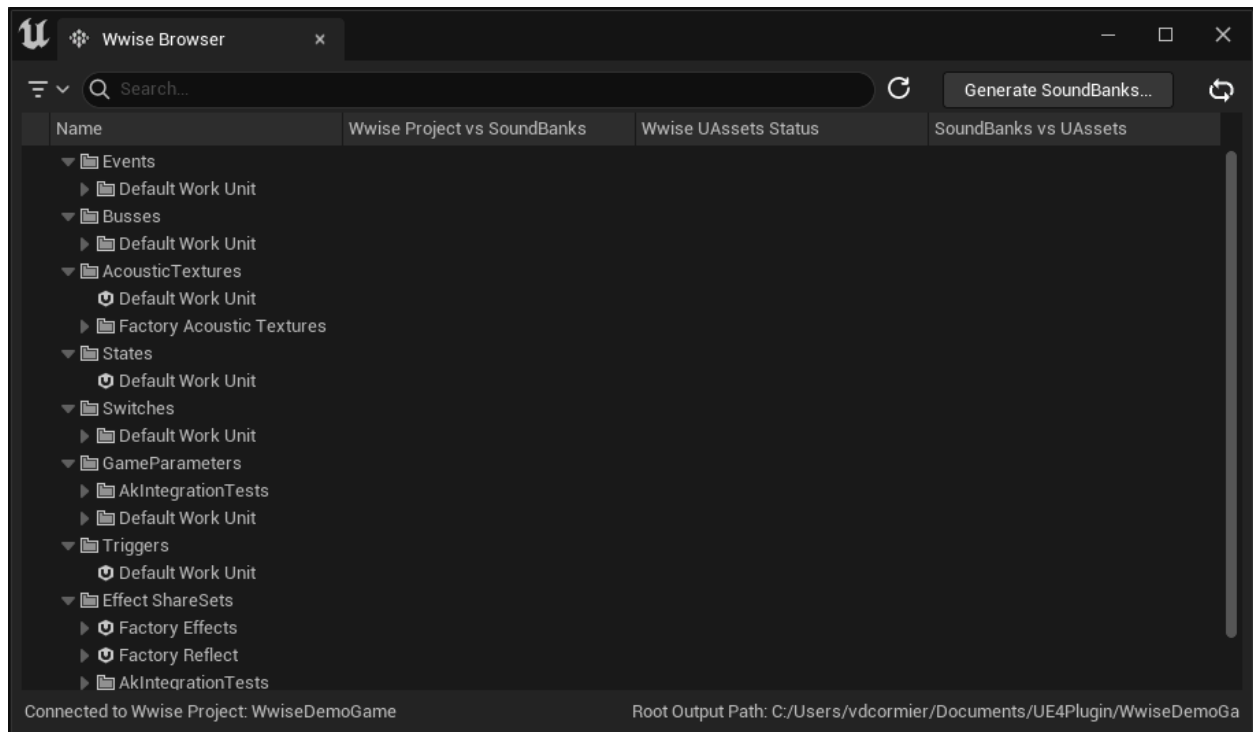 Wwise Browser
Search...
Generate SoundBanks...
Name Wwise Project vs SoundBanks Wwise UAssets Status SoundBanks vs UAssets
Events
Default Work Unit
Busses
Default Work Unit
AcousticTextures
Default Work Unit
Factory Acoustic Textures
States
Default Work Unit
Switches
Default Work Unit
GameParameters
AkIntegrationTests
Default Work Unit
Triggers
Default Work Unit
Effect ShareSets
Factory Effects
Factory Reflect
AkIntegrationTests
Connected to Wwise Project: WwiseDemoGame Root Output Path: C:/Users/vdcormier/Documents/UE4Plugin/WwiseDemoGa